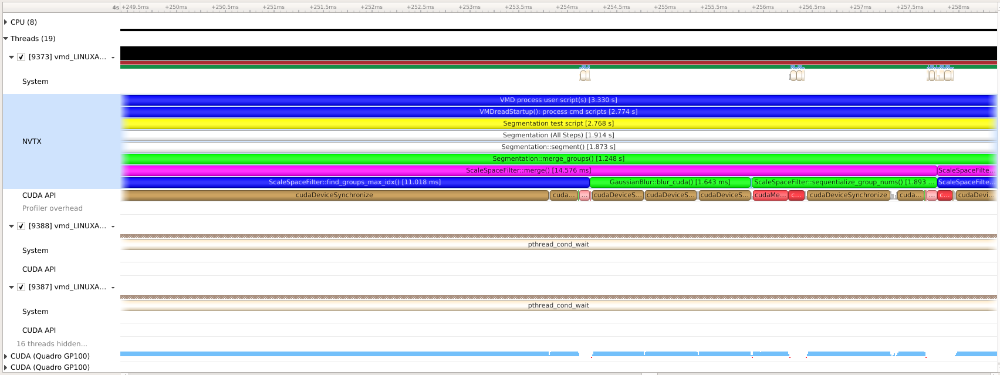 4s +249.5ms +250ms +250.5ms +251ms +251.5ms +252ms +252.5ms +253ms +253.5ms +254ms +254.5ms +255ms +255.5ms +256ms +256.5ms +257ms +257.5ms +258ms
CPU (8)
Threads (19)
✓ [9373] vmd_LINUXA...
System
VMD process user script(s) [3.330 s]
VMDreadStartup(): process cmd scripts [2.774 s]
Segmentation test script [2.768 s]
Segmentation (All Steps) [1.914 s]
NVTX
Segmentation::segment() [1.873 s]
Segmentation::merge_groups() [1.248 s]
ScaleSpaceFilter::merge() [14.576 ms] ScaleSpaceFilte...
ScaleSpaceFilter::find_groups_max_idx() [11.018 ms] GaussianBlur::blur_cuda() [1.643 ms] ScaleSpaceFilter::sequentialize_group_nums() [1.893 ... ScaleSpaceFilte...
CUDA API cudaDeviceSynchronize cuda... ... cudaDeviceS... cudaDeviceS... cudaDeviceS... cudaMe... c... cudaDeviceSynchronize cuda... ... c... cudaDevi...
Profiler overhead
✓ [9388] vmd_LINUXA...
pthread_cond_wait
System
CUDA API
✓ [9387] vmd_LINUXA...
pthread_cond_wait
System
CUDA API
16 threads hidden...
CUDA (Quadro GP100)
CUDA (Quadro GP100)